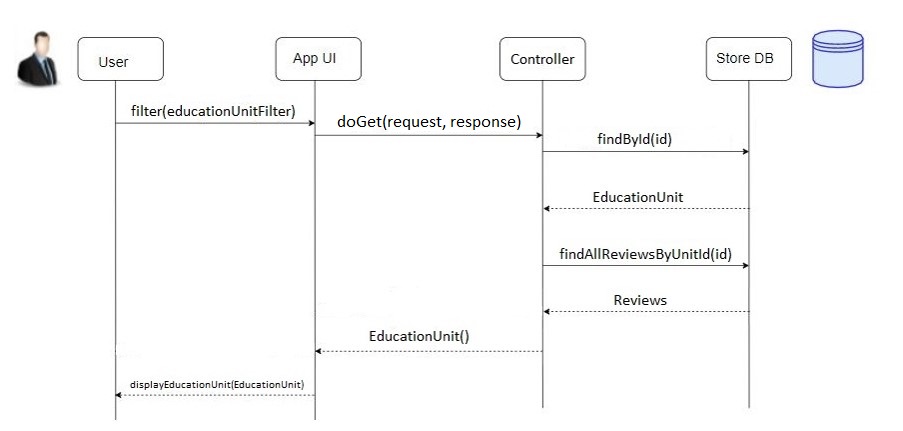 User
App UI
Controller
Store DB
filter(educationUnitFilter)
doGet(request, response)
findById(id)
EducationUnit
findAllReviewsByUnitId(id)
Reviews
EducationUnit()
displayEducationUnit(EducationUnit)